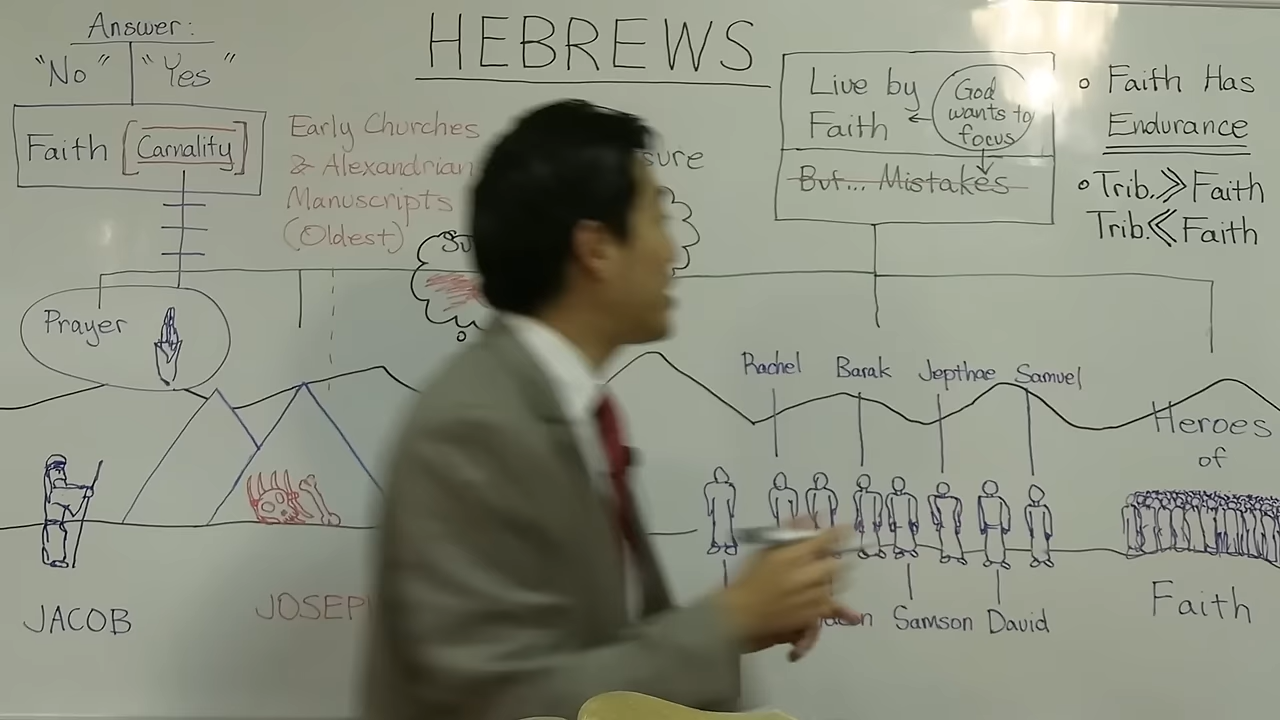 Answer:
"No" "Yes"
Faith [Carnality]
Early Churches
& Alexandrian
Manuscripts
(Oldest)
HEBREWS
Live by
Faith
God
wants to
focus
But... Mistakes
• Faith Has
Endurance
• Trib. >> Faith
Trib. << Faith
Prayer
Rachel Barak Jepthae Samuel
Heroes
of
Faith
JACOB
Samson David